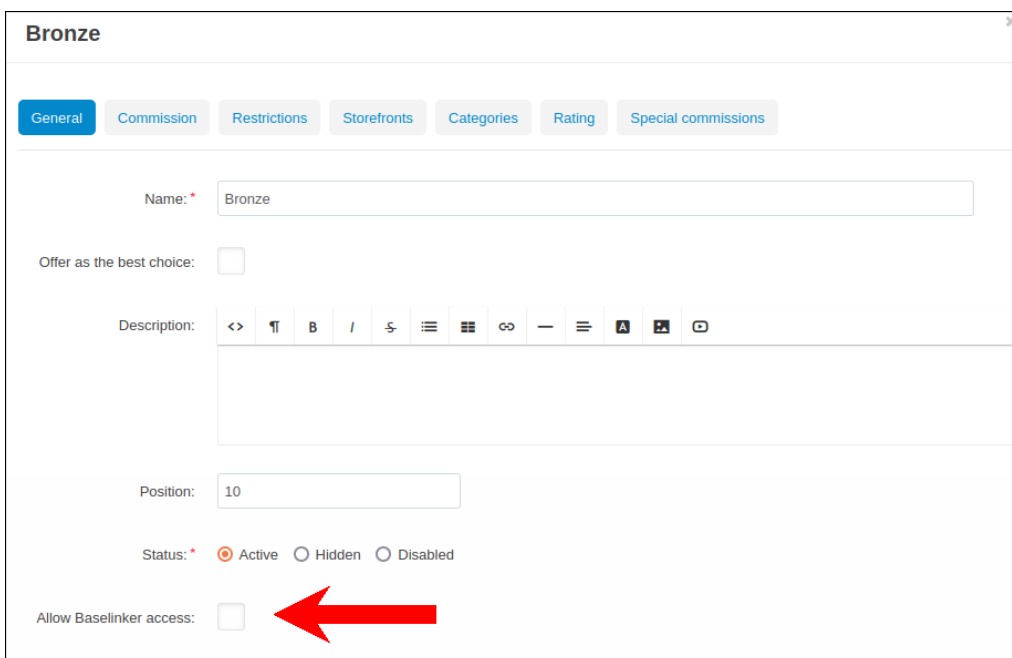 Bronze
General Commission Restrictions Storefronts Categories Rating Special commissions
Name: * Bronze
Offer as the best choice:
Description:
Position: 10
Status: * Active Hidden Disabled
Allow Baselinker access: